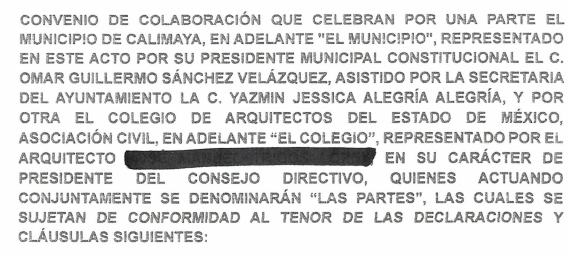 CONVENIO DE COLABORACIÓN QUE CELEBRAN POR UNA PARTE EL
MUNICIPIO DE CALIMAYA, EN ADELANTE "EL MUNICIPIO", REPRESENTADO
EN ESTE ACTO POR SU PRESIDENTE MUNICIPAL CONSTITUCIONAL EL C.
OMAR GUILLERMO SÁNCHEZ VELÁZQUEZ, ASISTIDO POR LA SECRETARIA
DEL AYUNTAMIENTO LA C. YAZMIN JESSICA ALEGRÍA ALEGRÍA, Y POR
OTRA EL COLEGIO DE ARQUITECTOS DEL ESTADO DE MÉXICO,
ASOCIACIÓN CIVIL, EN ADELANTE "EL COLEGIO", REPRESENTADO POR EL
ARQUITECTO EN SU CARÁCTER DE
PRESIDENTE DEL CONSEJO DIRECTIVO, QUIENES ACTUANDO
CONJUNTAMENTE SE DENOMINARÁN "LAS PARTES", LAS CUALES SE
SUJETAN DE CONFORMIDAD AL TENOR DE LAS DECLARACIONES Y
CLÁUSULAS SIGUIENTES: